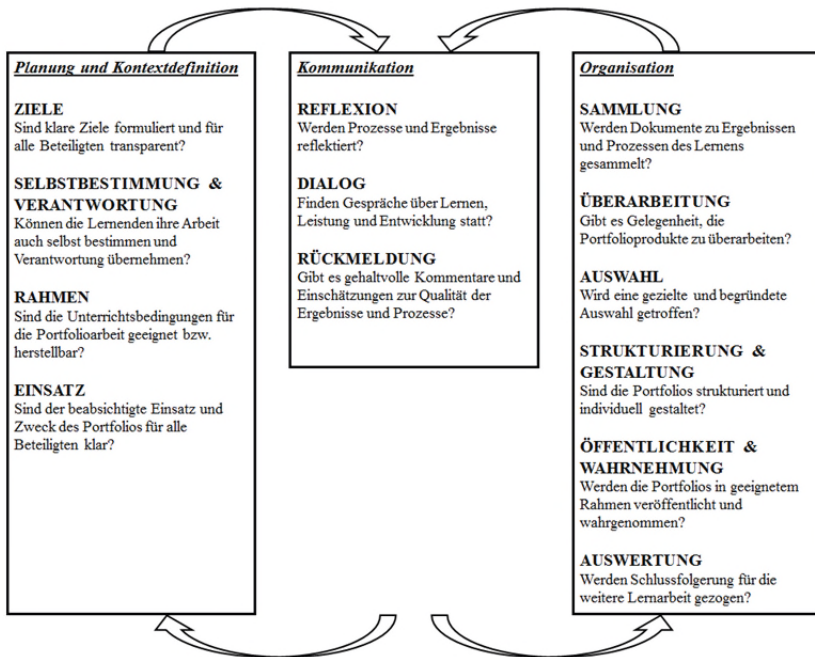 Planung und Kontextdefinition
ZIELE
Sind klare Ziele formuliert und für
alle Beteiligten transparent?
SELBSTBESTIMMUNG &
VERANTWORTUNG
Können die Lernenden ihre Arbeit
auch selbst bestimmen und
Verantwortung übernehmen?
RAHMEN
Sind die Unterrichtsbedingungen für
die Portfolioarbeit geeignet bzw.
herstellbar?
EINSATZ
Sind der beabsichtigte Einsatz und
Zweck des Portfolios für alle
Beteiligten klar?
Kommunikation
REFLEXION
Werden Prozesse und Ergebnisse
reflektiert?
DIALOG
Finden Gespräche über Lernen,
Leistung und Entwicklung statt?
RÜCKMELDUNG
Gibt es gehaltvolle Kommentare und
Einschätzungen zur Qualität der
Ergebnisse und Prozesse?
Organisation
SAMMLUNG
Werden Dokumente zu Ergebnissen
und Prozessen des Lernens
gesammelt?
ÜBERARBEITUNG
Gibt es Gelegenheit, die
Portfolioprodukte zu überarbeiten?
AUSWAHL
Wird eine gezielte und begründete
Auswahl getroffen?
STRUKTURIERUNG &
GESTALTUNG
Sind die Portfolios strukturiert und
individuell gestaltet?
ÖFFENTLICHKEIT &
WAHRNEHMUNG
Werden die Portfolios in geeignetem
Rahmen veröffentlicht und
wahrgenommen?
AUSWERTUNG
Werden Schlussfolgerung für die
weitere Lernarbeit gezogen?